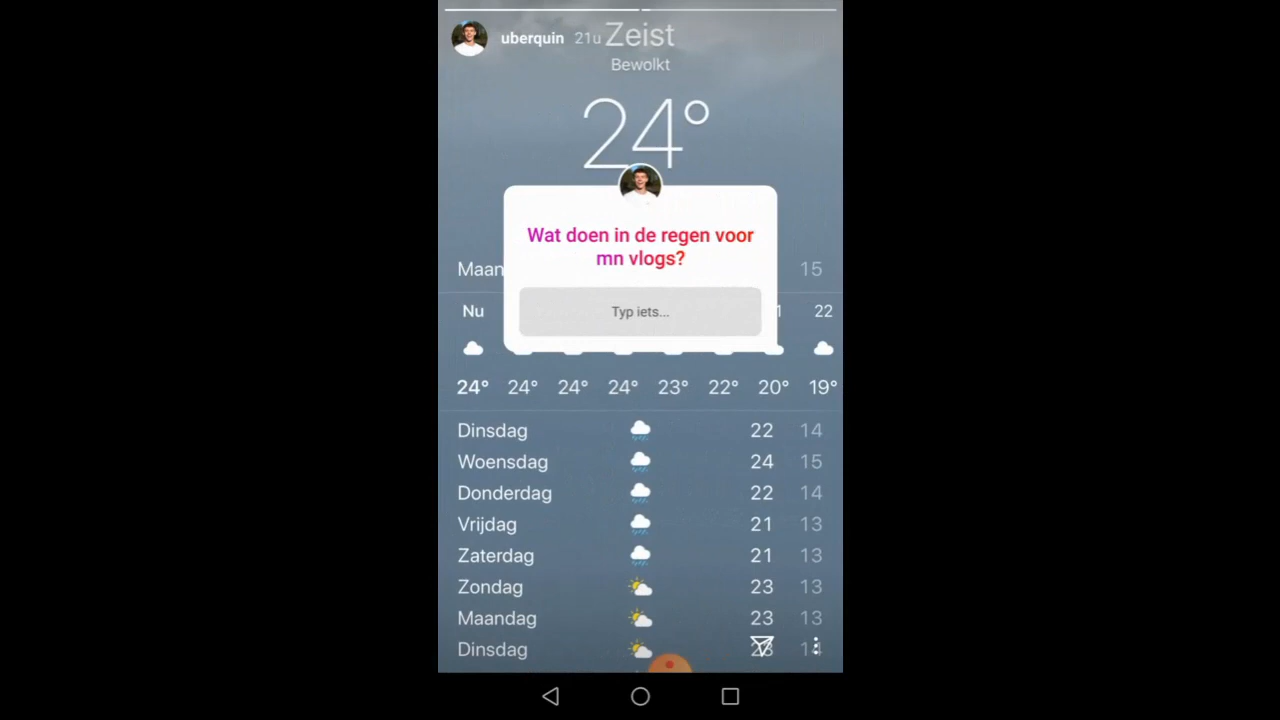 uberquin 21u Zeist
Bewolkt
24°
Wat doen in de regen voor
mn vlogs?
Maan 15
Typ iets...
Nu 22
24° 24° 24° 24° 23° 22° 20° 19°
Dinsdag 22 14
Woensdag 24 15
Donderdag 22 14
Vrijdag 21 13
Zaterdag 21 13
Zondag 23 13
Maandag 23 13
Dinsdag 23 14